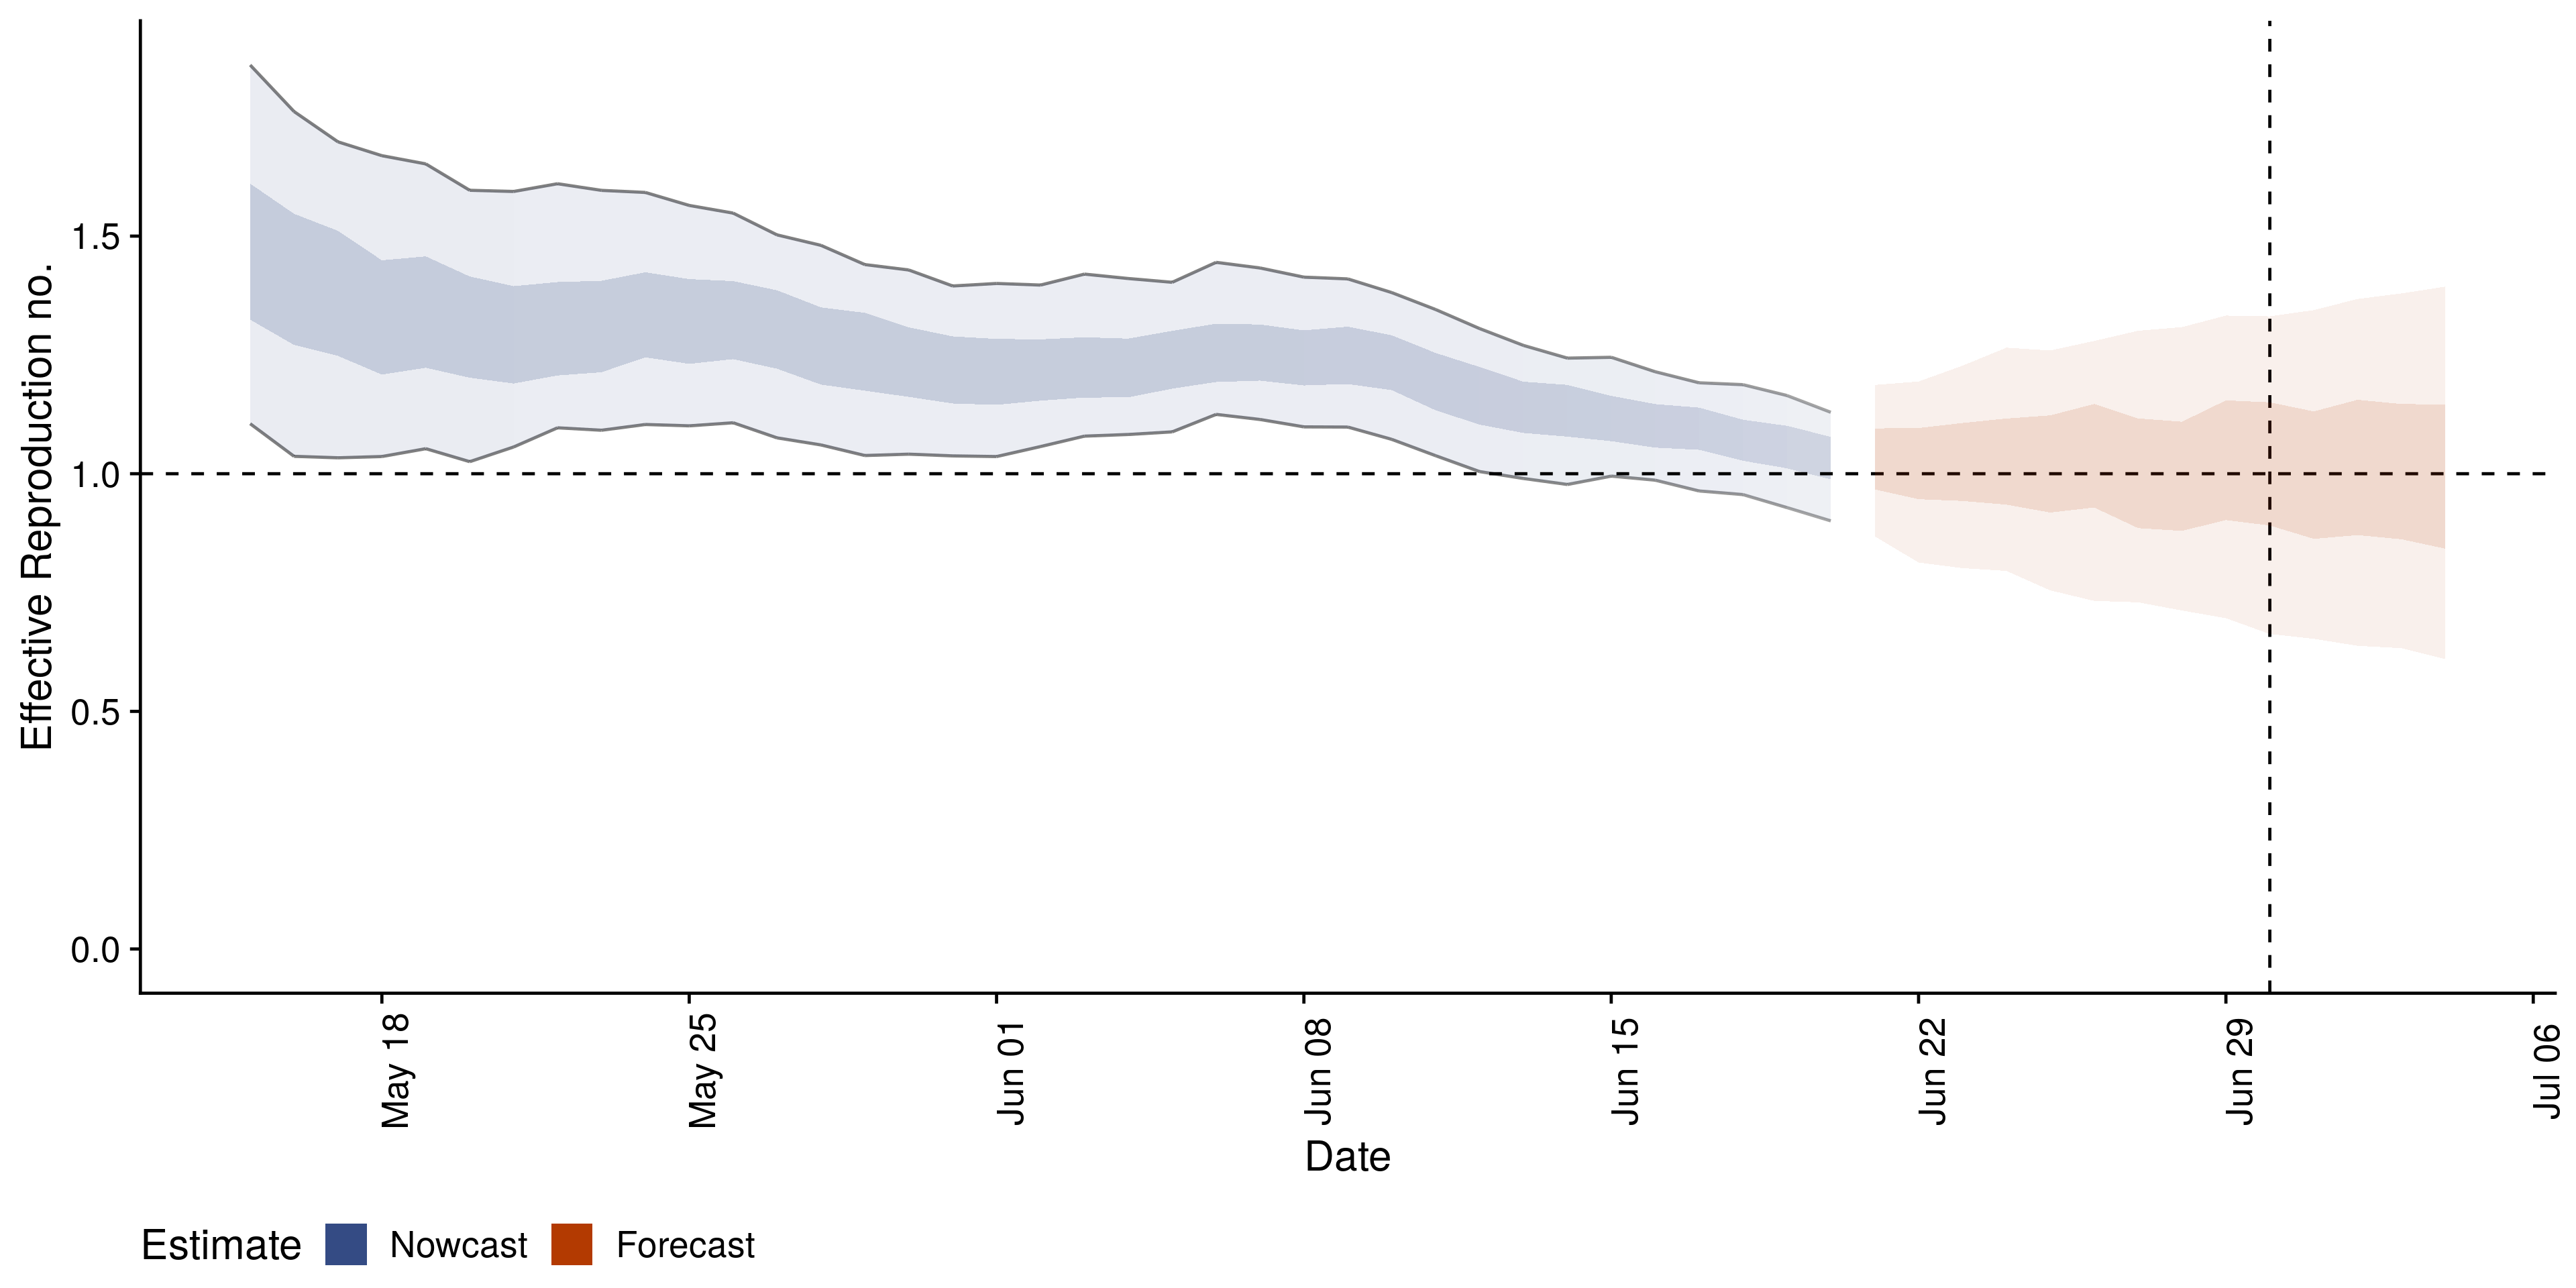 Effective Reproduction no.
1.5
1.0
0.5
0.0
May 18
May 25
Jun 01
Jun 08
Jun 15
Jun 22
Jun 29
Jul 06
Date
Estimate Nowcast Forecast